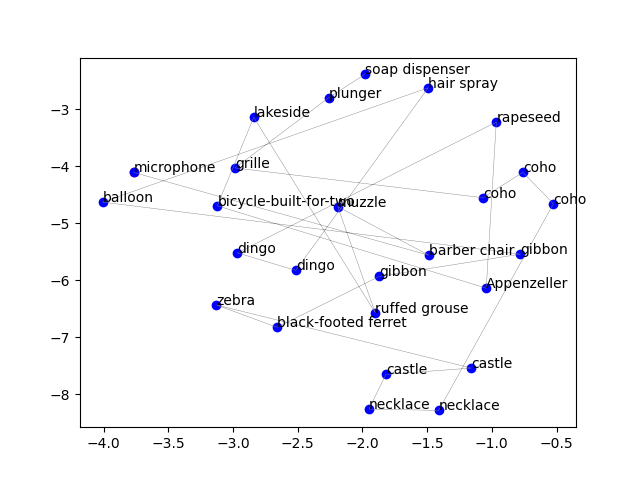 soap dispenser
hair spray
plunger
lakeside
rapeseed
grille
microphone
coho
coho
balloon
bicycle-built-for-two
muzzle
coho
dingo
barber chair
gibbon
dingo
gibbon
Appenzeller
zebra
ruffed grouse
black-footed ferret
castle
castle
necklace
necklace
−3
−4
−5
−6
−7
−8
−4.0 −3.5 −3.0 −2.5 −2.0 −1.5 −1.0 −0.5